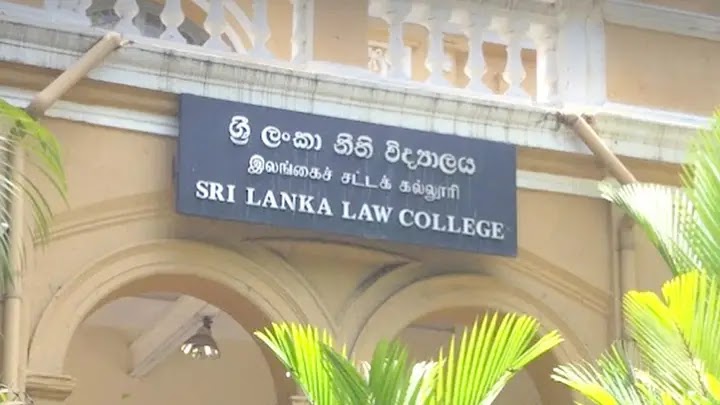 ශ්‍රී ලංකා නීති විද්‍යාලය
இலங்கைச் சட்டக் கல்லூரி
SRI LANKA LAW COLLEGE